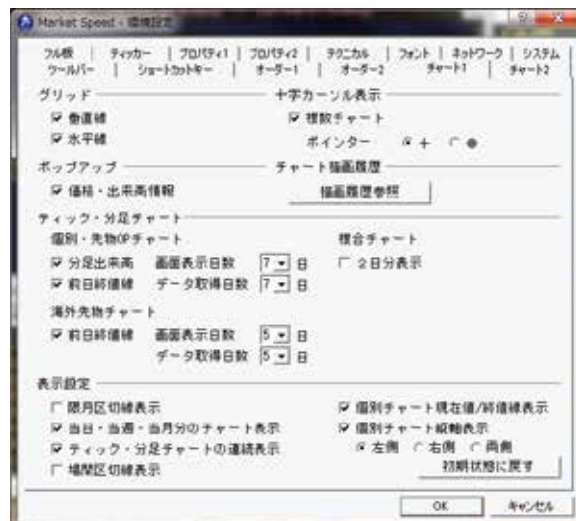 Market Speed - 環境設定
フル板 | ティッカー | プロパティ1 | プロパティ2 | テクニカル | フォント | ネットワーク | システム
ツールバー | ショートカットキー | オーダー1 | オーダー2 | チャート1 | チャート2
グリッド
垂直線
水平線
十字カーソル表示
複数チャート
ポインター + ●
ポップアップ
価格・出来高情報
チャート描画履歴
描画履歴参照
ティック・分足チャート
個別・先物OPチャート
分足出来高 画面表示日数 7 日
前日終値線 データ取得日数 7 日
複合チャート
2日分表示
海外先物チャート
前日終値線 画面表示日数 5 日
データ取得日数 5 日
表示設定
限月区切線表示
当日・当週・当月分のチャート表示
ティック・分足チャートの連続表示
場間区切線表示
個別チャート現在値/終値線表示
個別チャート縦軸表示
左側 右側 両側
初期状態に戻す
OK キャンセル